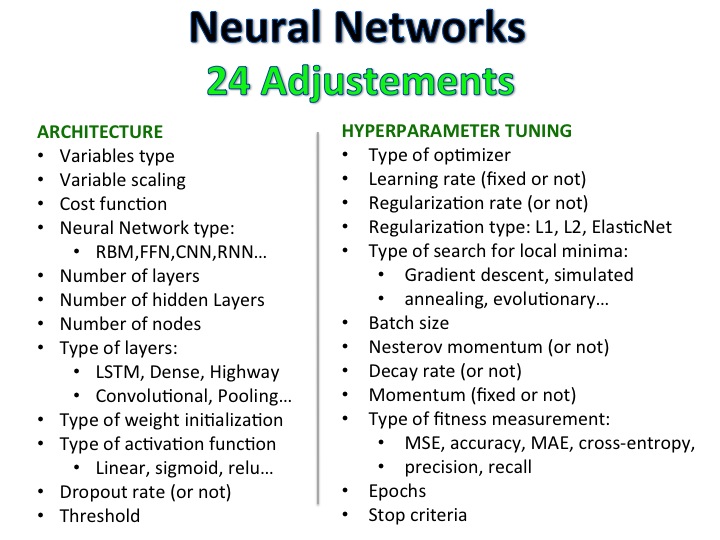 Neural Networks
24 Adjustements
ARCHITECTURE
• Variables type
• Variable scaling
• Cost function
• Neural Network type:
• RBM,FFN,CNN,RNN…
• Number of layers
• Number of hidden Layers
• Number of nodes
• Type of layers:
• LSTM, Dense, Highway
• Convolutional, Pooling…
• Type of weight initialization
• Type of activation function
• Linear, sigmoid, relu…
• Dropout rate (or not)
• Threshold
HYPERPARAMETER TUNING
• Type of optimizer
• Learning rate (fixed or not)
• Regularization rate (or not)
• Regularization type: L1, L2, ElasticNet
• Type of search for local minima:
• Gradient descent, simulated
• annealing, evolutionary…
• Batch size
• Nesterov momentum (or not)
• Decay rate (or not)
• Momentum (fixed or not)
• Type of fitness measurement:
• MSE, accuracy, MAE, cross-entropy,
• precision, recall
• Epochs
• Stop criteria